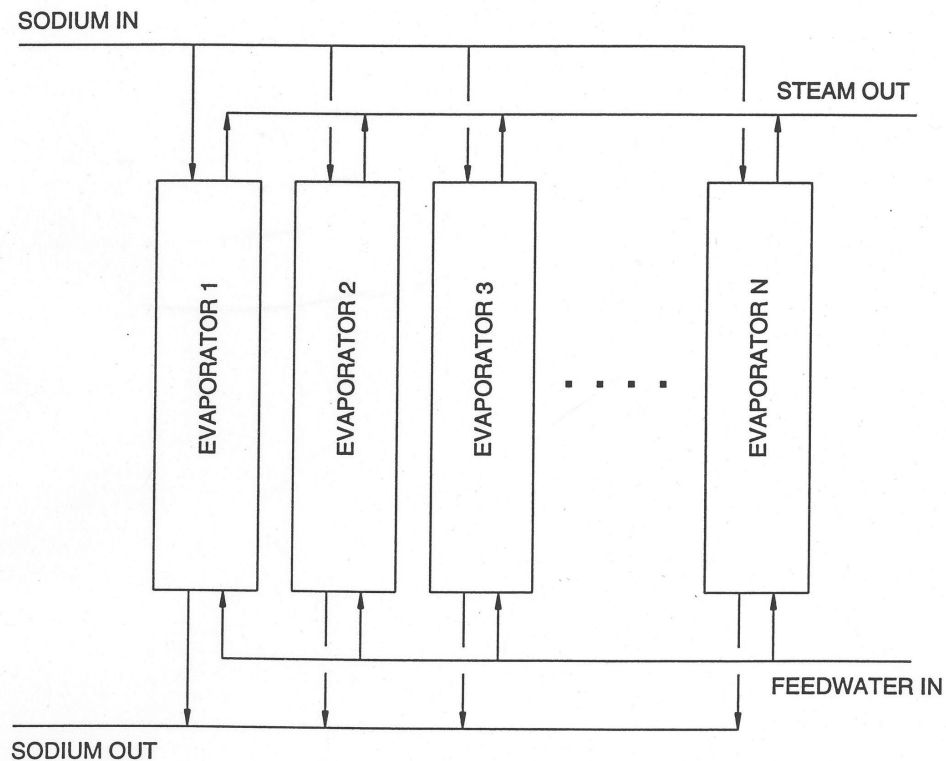 SODIUM IN
STEAM OUT
EVAPORATOR 1
EVAPORATOR 2
EVAPORATOR 3
EVAPORATOR N
FEEDWATER IN
SODIUM OUT